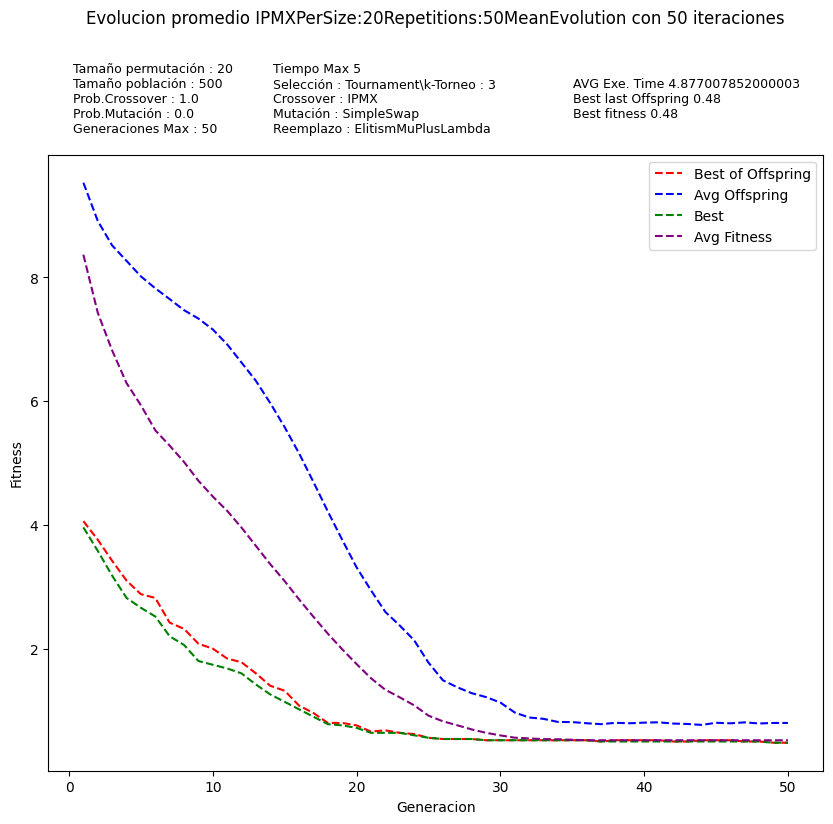 Evolucion promedio IPMXPerSize:20Repetitions:50MeanEvolution con 50 iteraciones
Tamaño permutación : 20
Tamaño población : 500
Prob.Crossover : 1.0
Prob.Mutación : 0.0
Generaciones Max : 50
Tiempo Max 5
Selección : Tournament\k-Torneo : 3
Crossover : IPMX
Mutación : SimpleSwap
Reemplazo : ElitismMuPlusLambda
AVG Exe. Time 4.877007852000003
Best last Offspring 0.48
Best fitness 0.48
Best of Offspring
Avg Offspring
Best
Avg Fitness
Fitness
8
6
4
2
0
10
20
30
40
50
Generacion